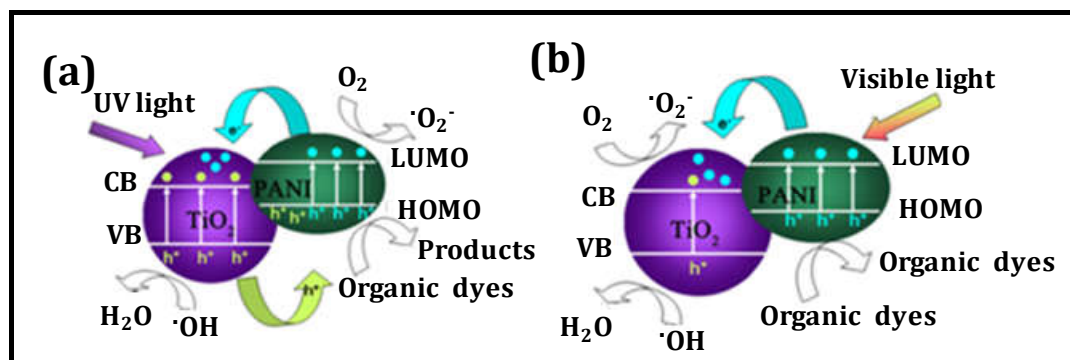 (a)
UV light
O₂
·O₂⁻
e⁻
LUMO
CB
PANI
TiO₂
HOMO
VB
h⁺ h⁺ h⁺ h⁺ h⁺
h⁺ h⁺ h⁺
Products
h⁺
Organic dyes
H₂O
·OH
(b)
Visible light
·O₂⁻
O₂
e⁻
LUMO
CB
PANI
TiO₂
HOMO
h⁺ h⁺ h⁺
VB
h⁺
Organic dyes
Organic dyes
H₂O
·OH